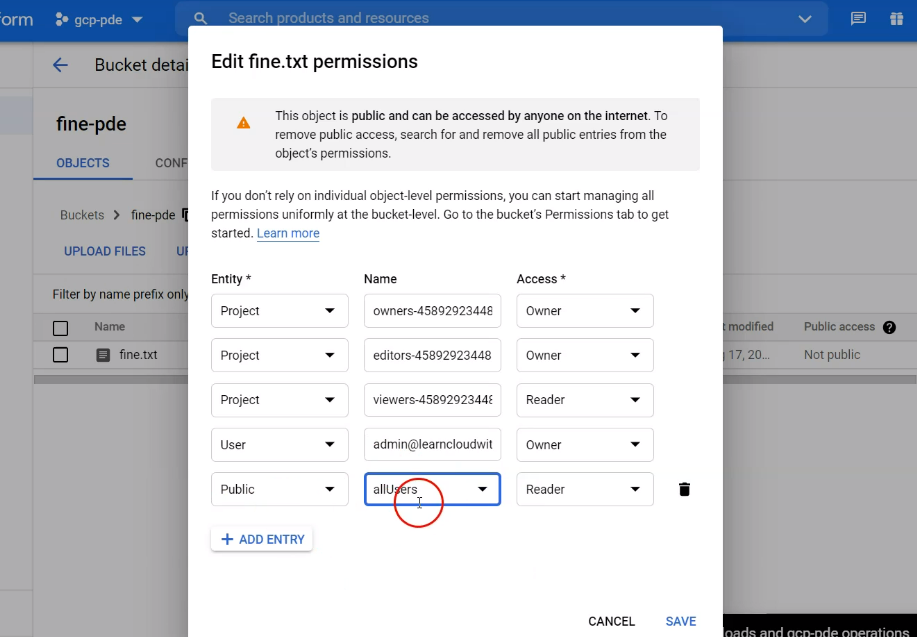 orm
gcp-pde
Search products and resources
Bucket detai
Edit fine.txt permissions
This object is public and can be accessed by anyone on the internet. To
remove public access, search for and remove all public entries from the
object's permissions.
fine-pde
OBJECTS CONF
If you don't rely on individual object-level permissions, you can start managing all
permissions uniformly at the bucket-level. Go to the bucket's Permissions tab to get
started. Learn more
Buckets fine-pde
UPLOAD FILES UP
Filter by name prefix only
Entity * Name Access *
Project owners-45892923448 Owner
Name t modified Public access
Project editors-45892923448 Owner
fine.txt g 17, 20... Not public
Project viewers-45892923448 Reader
User admin@learncloudwit Owner
Public allUsers Reader
+ ADD ENTRY
CANCEL SAVE
loads and gcp-pde operations